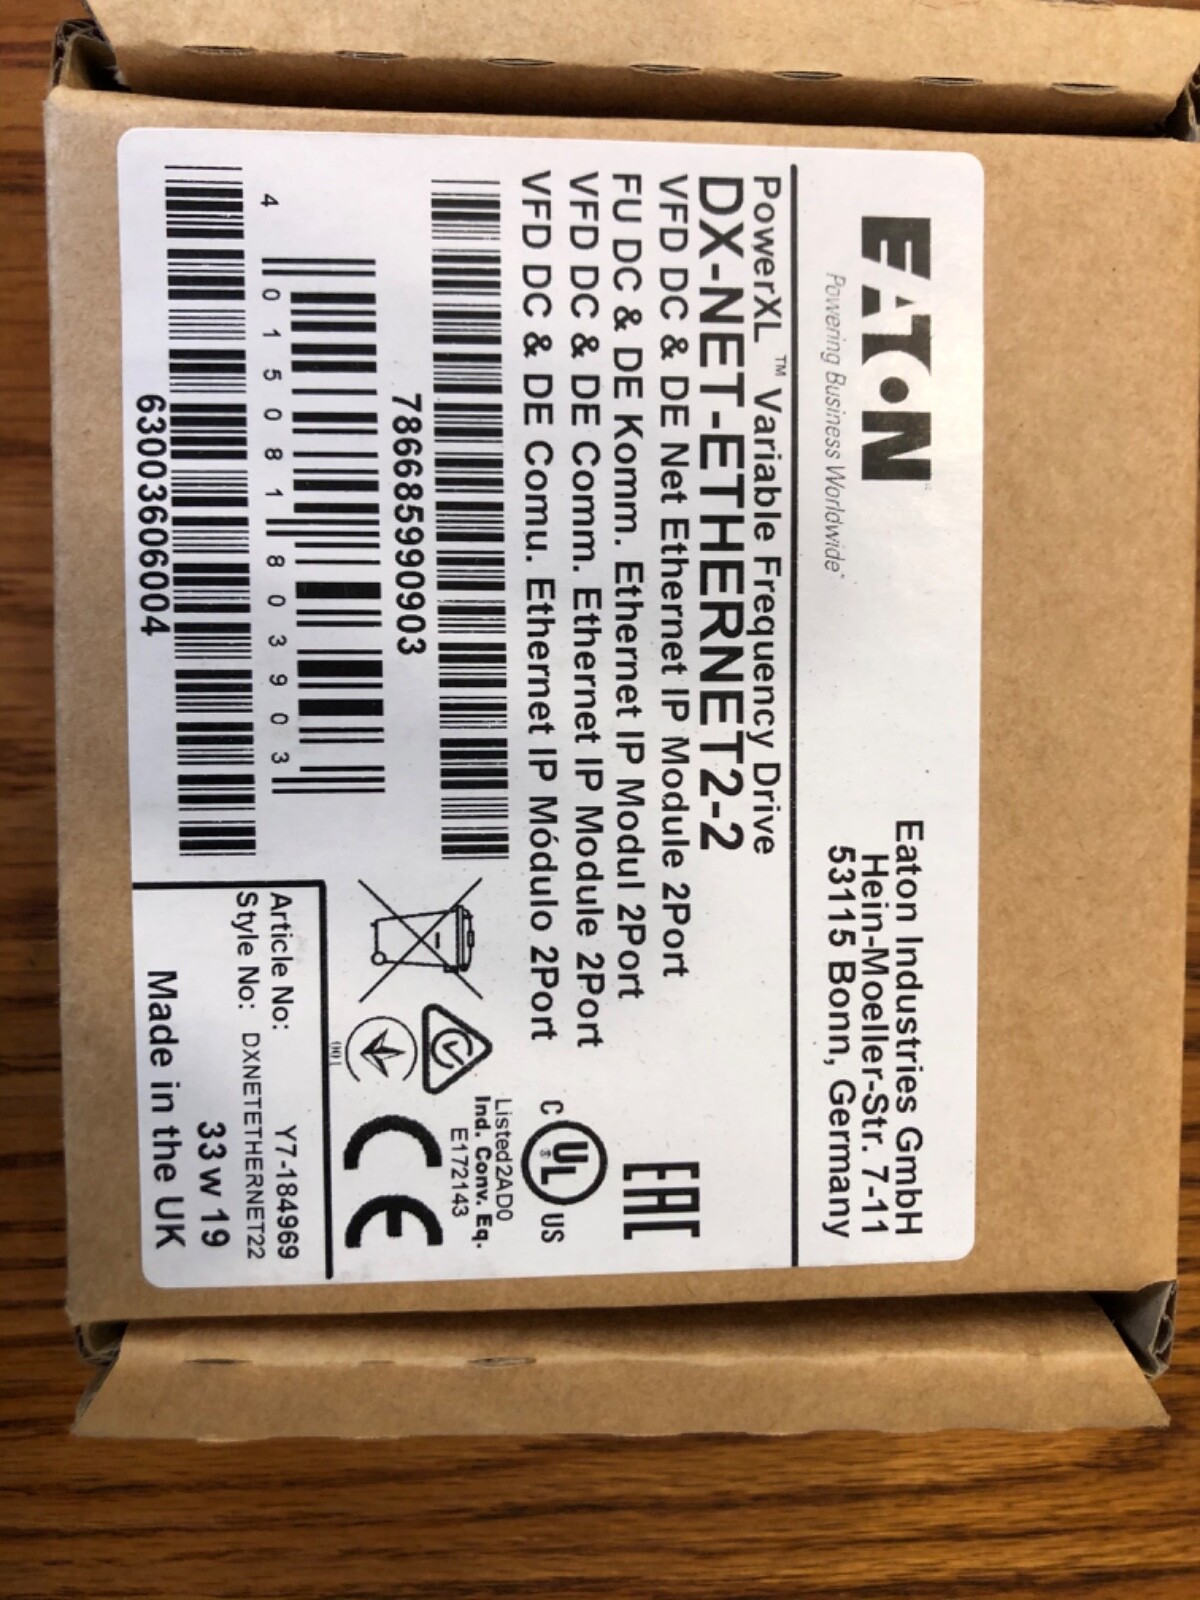 EATON
Powering Business Worldwide
Eaton Industries GmbH
Hein-Moeller-Str. 7-11
53115 Bonn, Germany
PowerXL™ Variable Frequency Drive
DX-NET-ETHERNET2-2
VFD DC & DE Net Ethernet IP Module 2Port
FU DC & DE Komm. Ethernet IP Modul 2Port
VFD DC & DE Comm. Ethernet IP Module 2Port
VFD DC & DE Comu. Ethernet IP Módulo 2Port
EAC
C UL US
Listed 2AD0
Ind. Conv. Eq.
E172143
CE
001
786685990903
4 015081 803903
63003606004
Article No: Y7-184969
Style No: DXNETETHERNET22
33 w 19
Made in the UK